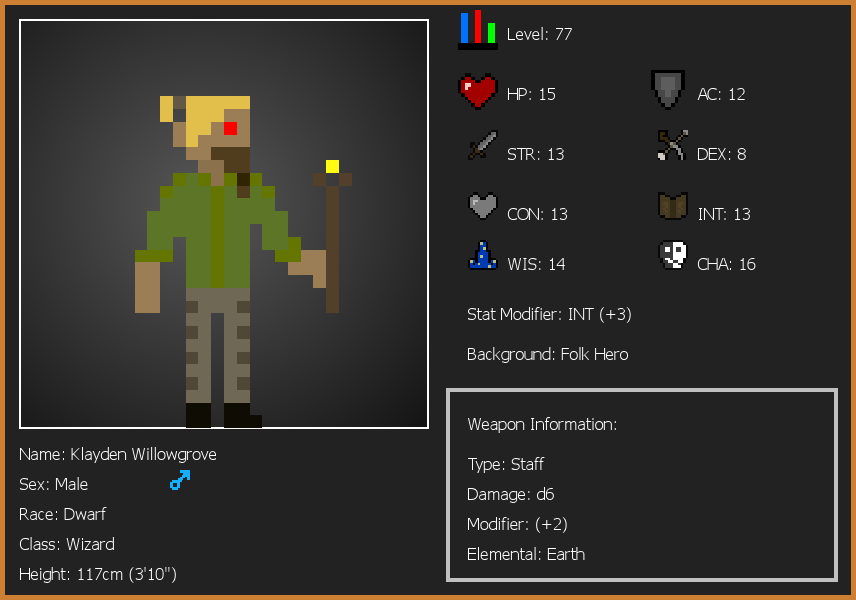 Level: 77
HP: 15
AC: 12
STR: 13
DEX: 8
CON: 13
INT: 13
WIS: 14
CHA: 16
Stat Modifier: INT (+3)
Background: Folk Hero
Weapon Information:
Type: Staff
Damage: d6
Modifier: (+2)
Elemental: Earth
Name: Klayden Willowgrove
Sex: Male
Race: Dwarf
Class: Wizard
Height: 117cm (3'10")